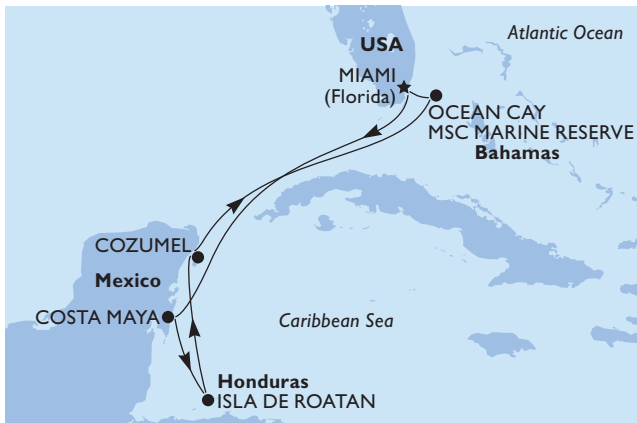 Atlantic Ocean
USA
MIAMI
(Florida)
OCEAN CAY
MSC MARINE RESERVE
Bahamas
COZUMEL
Mexico
COSTA MAYA
Caribbean Sea
Honduras
ISLA DE ROATAN